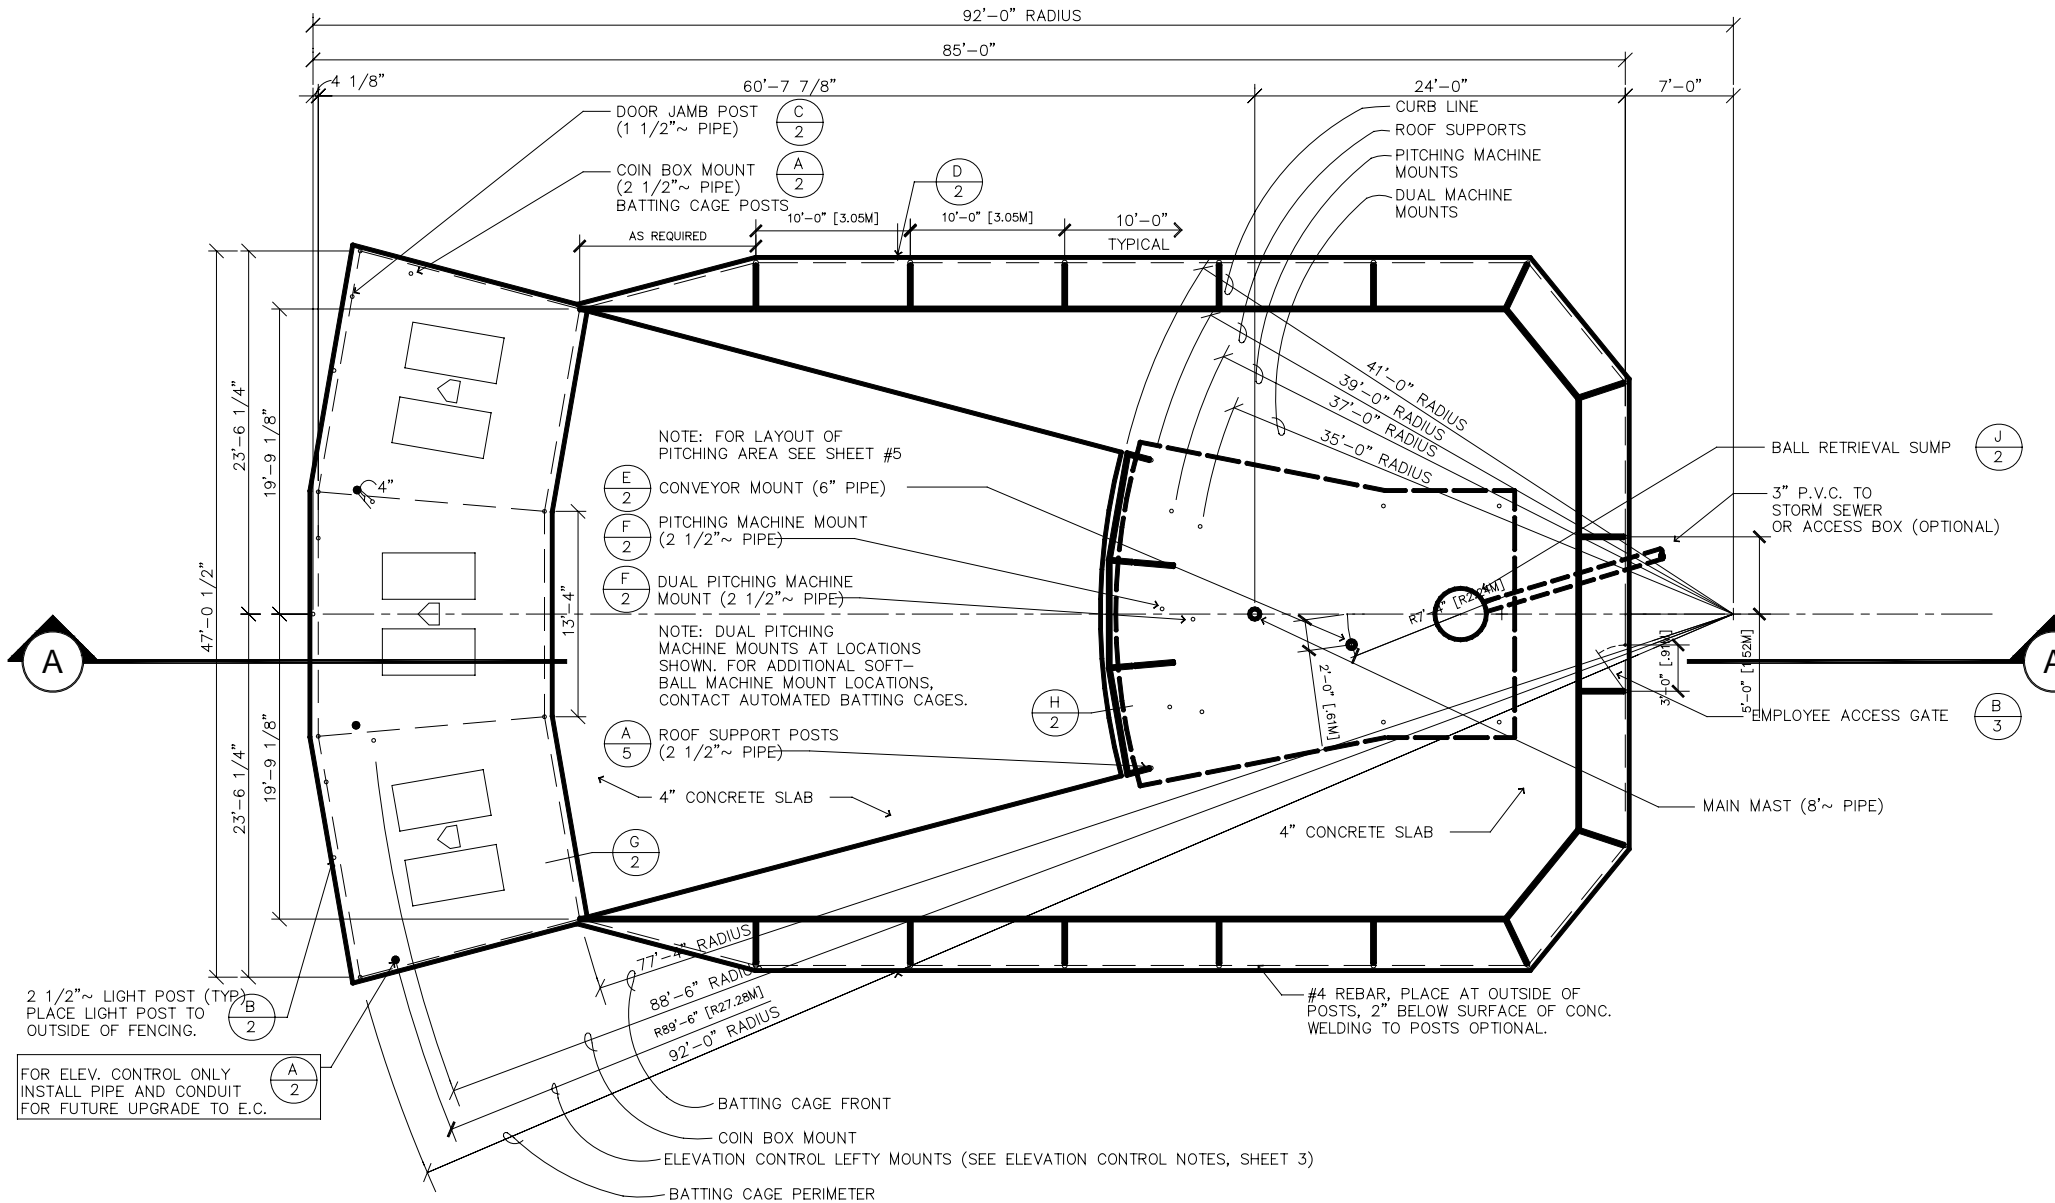 92’-0” RADIUS
85’-0”
4 1/8”
60’-7 7/8”
24’-0”
7’-0”
DOOR JAMB POST
(1 1/2”~ PIPE)
C
2
COIN BOX MOUNT
(2 1/2”~ PIPE)
BATTING CAGE POSTS
A
2
D
2
CURB LINE
ROOF SUPPORTS
PITCHING MACHINE
MOUNTS
DUAL MACHINE
MOUNTS
10’-0” [3.05M]
10’-0” [3.05M]
10’-0”
TYPICAL
AS REQUIRED
41’-0” RADIUS
39’-0” RADIUS
37’-0” RADIUS
35’-0” RADIUS
23’-6 1/4”
19’-9 1/8”
47’-0 1/2”
23’-6 1/4”
19’-9 1/8”
4”
13’-4”
NOTE: FOR LAYOUT OF
PITCHING AREA SEE SHEET #5
E
2
CONVEYOR MOUNT (6” PIPE)
F
2
PITCHING MACHINE MOUNT
(2 1/2”~ PIPE)
F
2
DUAL PITCHING MACHINE
MOUNT (2 1/2”~ PIPE)
NOTE: DUAL PITCHING
MACHINE MOUNTS AT LOCATIONS
SHOWN. FOR ADDITIONAL SOFT-
BALL MACHINE MOUNT LOCATIONS,
CONTACT AUTOMATED BATTING CAGES.
A
5
ROOF SUPPORT POSTS
(2 1/2”~ PIPE)
H
2
4” CONCRETE SLAB
G
2
BALL RETRIEVAL SUMP
J
2
3” P.V.C. TO
STORM SEWER
OR ACCESS BOX (OPTIONAL)
[R2.24M]
2’-0” [.61M]
3’-0” [.91M]
5’-0” [1.52M]
EMPLOYEE ACCESS GATE
B
3
MAIN MAST (8’~ PIPE)
4” CONCRETE SLAB
A
A
77’-4” RADIUS
88’-6” RADIUS
R89’-6” [R27.28M]
92’-0” RADIUS
2 1/2”~ LIGHT POST (TYP)
PLACE LIGHT POST TO
OUTSIDE OF FENCING.
B
2
FOR ELEV. CONTROL ONLY
INSTALL PIPE AND CONDUIT
FOR FUTURE UPGRADE TO E.C.
A
2
#4 REBAR, PLACE AT OUTSIDE OF
POSTS, 2” BELOW SURFACE OF CONC.
WELDING TO POSTS OPTIONAL.
BATTING CAGE FRONT
COIN BOX MOUNT
ELEVATION CONTROL LEFTY MOUNTS (SEE ELEVATION CONTROL NOTES, SHEET 3)
BATTING CAGE PERIMETER